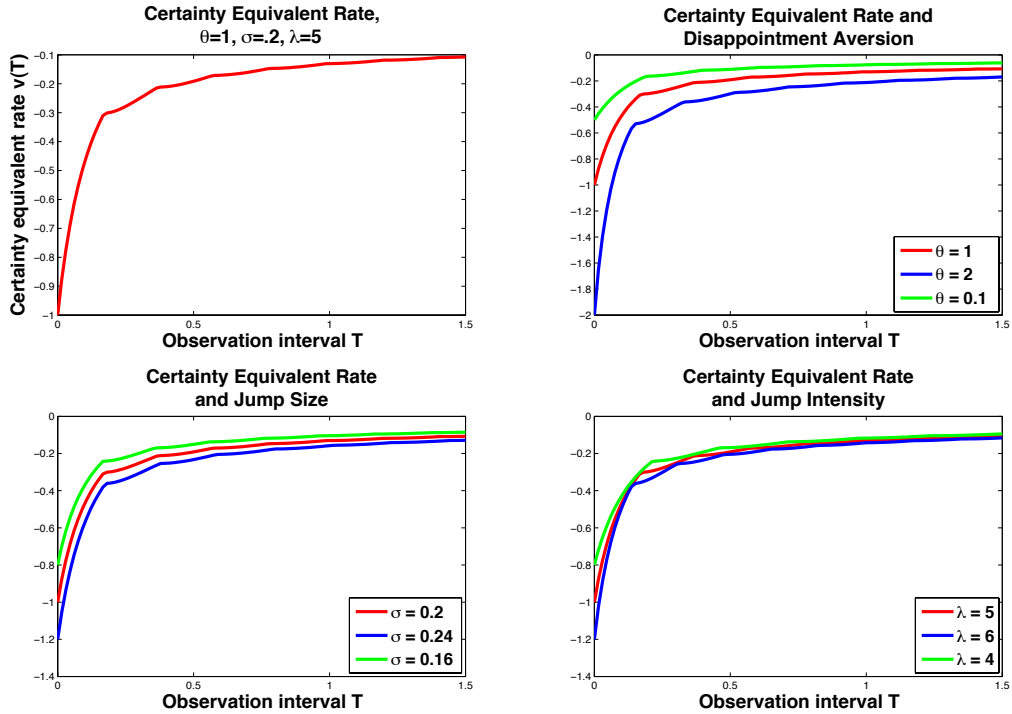 Certainty Equivalent Rate,
θ=1, σ=.2, λ=5
Certainty equivalent rate v(T)
−0.1
−0.2
−0.3
−0.4
−0.5
−0.6
−0.7
−0.8
−0.9
−1
0
0.5
1
1.5
Observation interval T
Certainty Equivalent Rate and
Disappointment Aversion
0
−0.2
−0.4
−0.6
−0.8
−1
−1.2
−1.4
−1.6
−1.8
−2
0
0.5
1
1.5
θ = 1
θ = 2
θ = 0.1
Observation interval T
Certainty Equivalent Rate
and Jump Size
0
−0.2
−0.4
−0.6
−0.8
−1
−1.2
−1.4
0
0.5
1
1.5
σ = 0.2
σ = 0.24
σ = 0.16
Observation interval T
Certainty Equivalent Rate
and Jump Intensity
0
−0.2
−0.4
−0.6
−0.8
−1
−1.2
−1.4
0
0.5
1
1.5
λ = 5
λ = 6
λ = 4
Observation interval T